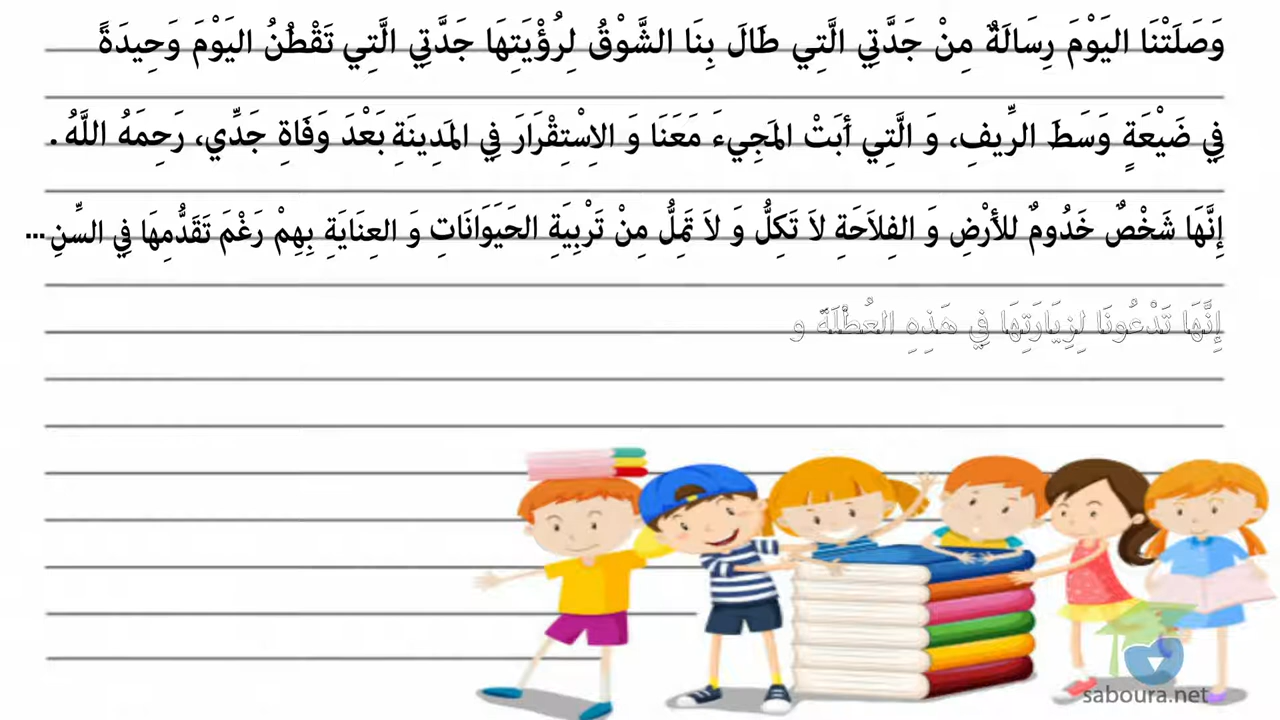 وَصَلَتْنَا اليَوْمَ رِسَالَةٌ مِنْ جَدَّتِي الَّتِي طَالَ بِنَا الشَّوْقُ لِرُؤْيَتِهَا جَدَّتِي الَّتِي تَقْطُنُ اليَوْمَ وَحِيدَةً
فِي ضَيْعَةٍ وَسَطَ الرِّيفِ، وَ الَّتِي أَبَتْ المَجِيءَ مَعَنَا وَ الاِسْتِقْرَارَ فِي المَدِينَةِ بَعْدَ وَفَاةِ جَدِّي، رَحِمَهُ اللَّهُ .
إِنَّهَا شَخْصٌ خَدُومٌ للأَرْضِ وَ الفِلاَحَةِ لاَ تَكِلُّ وَ لاَ تَمِلُّ مِنْ تَرْبِيَةِ الحَيَوَانَاتِ وَ العِنَايَةِ بِهِمْ رَغْمَ تَقَدُّمِهَا فِي السِّنِ...
إِنَّهَا تَدْعُونَا لِزِيَارَتِهَا فِي هَذِهِ العُطْلَةَ و
saboura.net